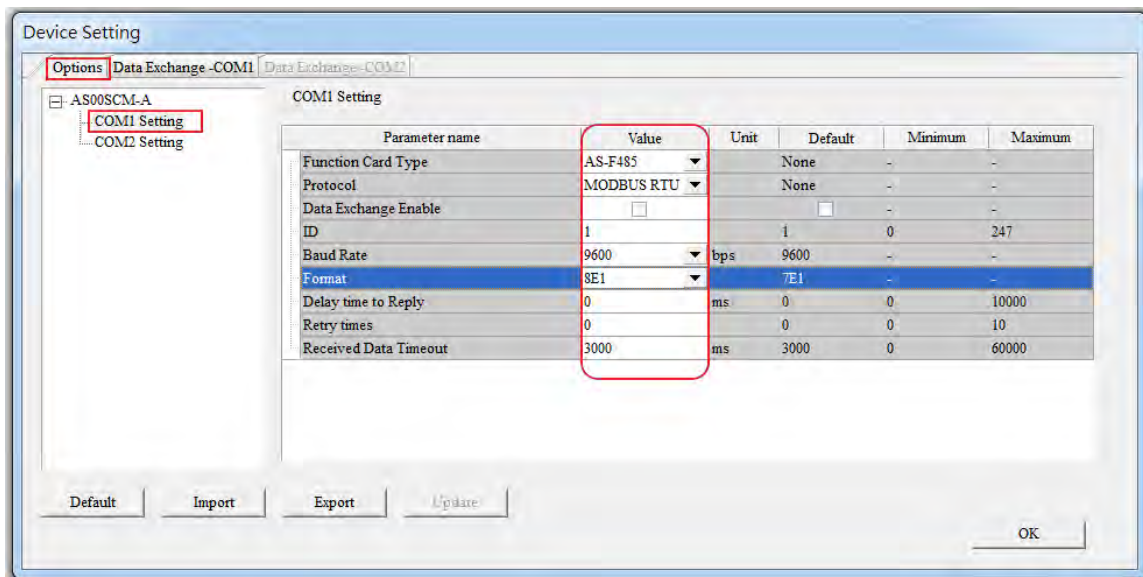 Device Setting
Options Data Exchange -COM1 Data Exchange -COM2
AS00SCM-A
COM1 Setting
COM2 Setting
COM1 Setting
Parameter name Value Unit Default Minimum Maximum
Function Card Type AS-F485 None - -
Protocol MODBUS RTU None - -
Data Exchange Enable - -
ID 1 1 0 247
Baud Rate 9600 bps 9600 - -
Format 8E1 7E1 - -
Delay time to Reply 0 ms 0 0 10000
Retry times 0 0 0 10
Received Data Timeout 3000 ms 3000 0 60000
Default Import Export Update
OK